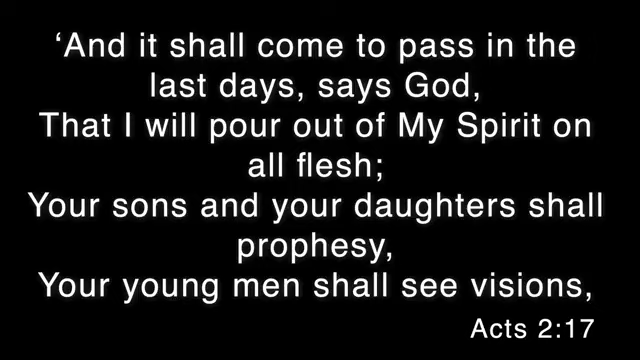 ‘And it shall come to pass in the
last days, says God,
That I will pour out of My Spirit on
all flesh;
Your sons and your daughters shall
prophesy,
Your young men shall see visions,
Acts 2:17